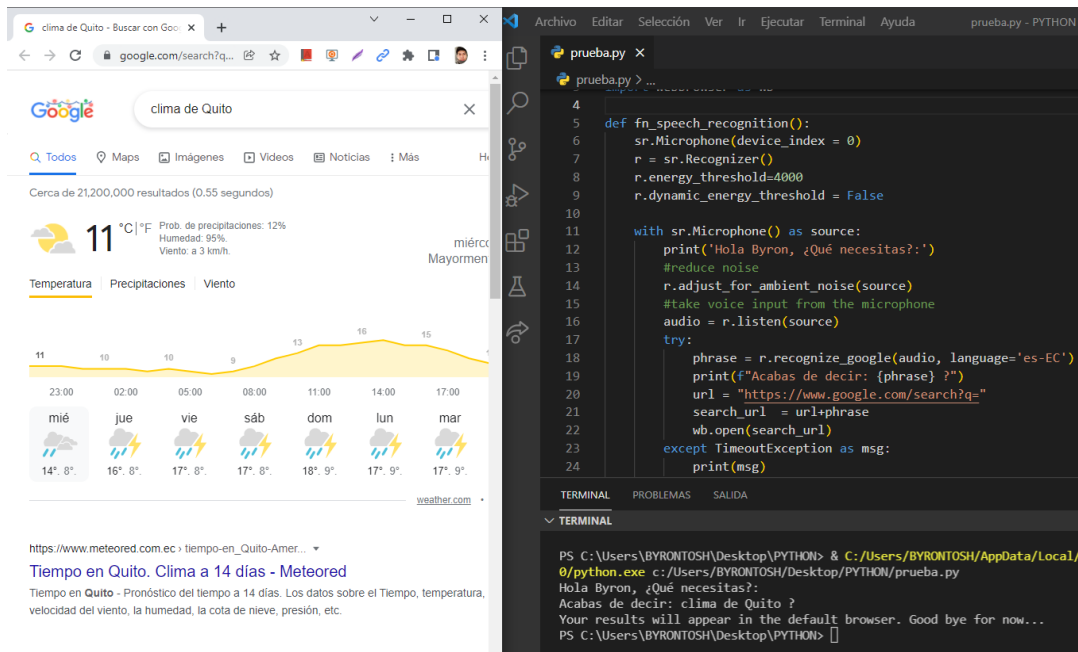 clima de Quito - Buscar con Goo
google.com/search?q...
Google
clima de Quito
Todos
Maps
Imágenes
Videos
Noticias
Más
Cerca de 21,200,000 resultados (0.55 segundos)
11 °C|°F
Prob. de precipitaciones: 12%
Humedad: 95%.
Viento: a 3 km/h.
miérco
Mayormen
Temperatura
Precipitaciones
Viento
11 10 10 9 13 16 15
23:00 02:00 05:00 08:00 11:00 14:00 17:00
mié jue vie sáb dom lun mar
14°. 8°. 16°. 8°. 17°. 8°. 17°. 8°. 18°. 9°. 17°. 9°. 17°. 9°.
weather.com
https://www.meteored.com.ec › tiempo-en_Quito-Amer...
Tiempo en Quito. Clima a 14 días - Meteored
Tiempo en Quito - Pronóstico del tiempo a 14 días. Los datos sobre el Tiempo, temperatura,
velocidad del viento, la humedad, la cota de nieve, presión, etc.
Archivo Editar Selección Ver Ir Ejecutar Terminal Ayuda prueba.py - PYTHON
prueba.py
prueba.py > ...
4
5 def fn_speech_recognition():
6 sr.Microphone(device_index = 0)
7 r = sr.Recognizer()
8 r.energy_threshold=4000
9 r.dynamic_energy_threshold = False
10
11 with sr.Microphone() as source:
12 print('Hola Byron, ¿Qué necesitas?:')
13 #reduce noise
14 r.adjust_for_ambient_noise(source)
15 #take voice input from the microphone
16 audio = r.listen(source)
17 try:
18 phrase = r.recognize_google(audio, language='es-EC')
19 print(f"Acabas de decir: {phrase} ?")
20 url = "https://www.google.com/search?q="
21 search_url  = url+phrase
22 wb.open(search_url)
23 except TimeoutException as msg:
24 print(msg)
TERMINAL PROBLEMAS SALIDA
TERMINAL
PS C:\Users\BYRONTOSH\Desktop\PYTHON> & C:/Users/BYRONTOSH/AppData/Local/
0/python.exe c:/Users/BYRONTOSH/Desktop/PYTHON/prueba.py
Hola Byron, ¿Qué necesitas?:
Acabas de decir: clima de Quito ?
Your results will appear in the default browser. Good bye for now...
PS C:\Users\BYRONTOSH\Desktop\PYTHON>